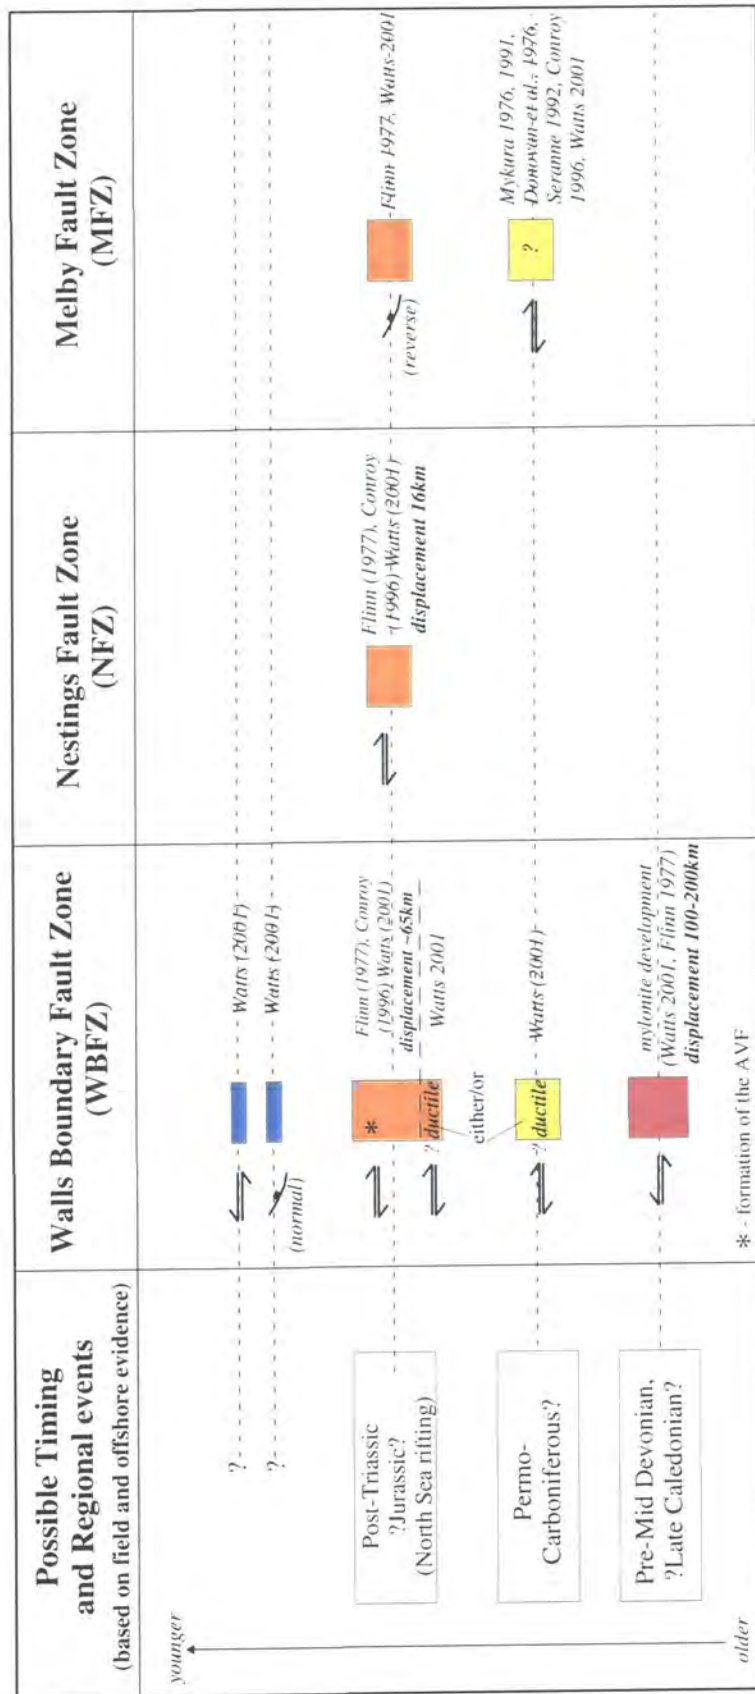 Possible Timing
and Regional events
(based on field and offshore evidence)
Walls Boundary Fault Zone
(WBFZ)
Nestings Fault Zone
(NFZ)
Melby Fault Zone
(MFZ)
younger
older
?
?
Post-Triassic
?Jurassic?
(North Sea rifting)
Permo-
Carboniferous?
Pre-Mid Devonian,
?Late Caledonian?
Watts (2001)
(normal)
Watts (2001)
*
Flinn (1977), Conroy
(1996) Watts (2001)
displacement ~65km
? ductile
Watts 2001
either/or
? ductile
Watts (2001)
mylonite development
(Watts 2001, Flinn 1977)
displacement 100-200km
* - formation of the AVF
Flinn (1977), Conroy
(1996) Watts (2001)
displacement 16km
(reverse)
Flinn 1977, Watts 2001
?
Mykura 1976, 1991,
Donovan et al., 1976,
Seranne 1992, Conroy
1996, Watts 2001